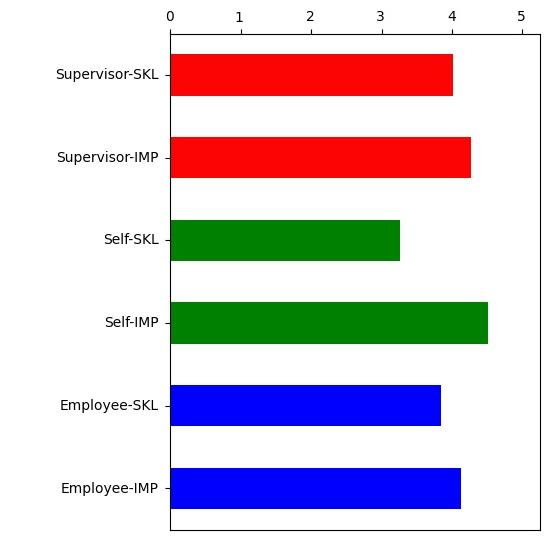 0 1 2 3 4 5
Supervisor-SKL
Supervisor-IMP
Self-SKL
Self-IMP
Employee-SKL
Employee-IMP